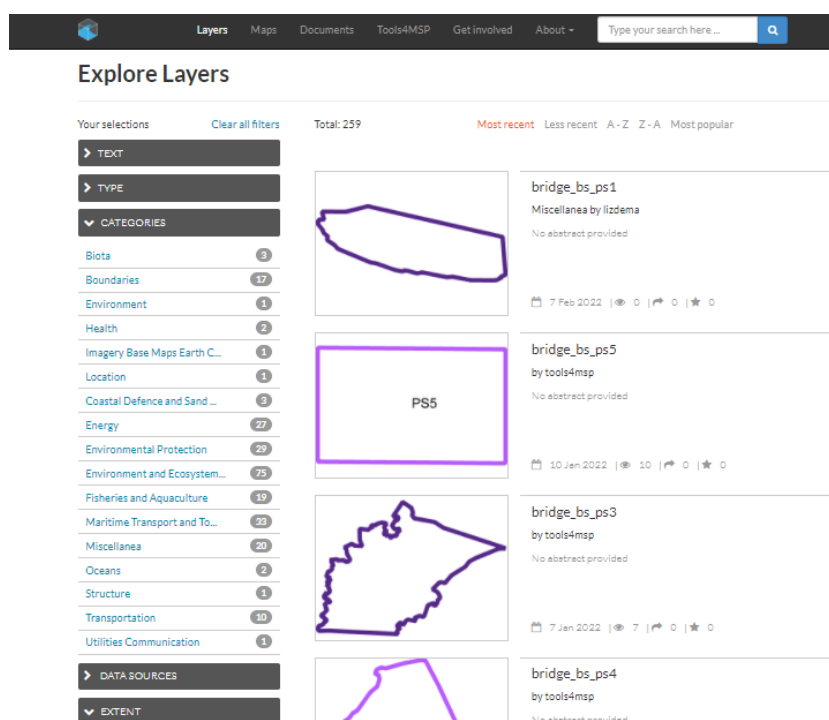 Layers Maps Documents Tools4MSP Get involved About Type your search here ...
Explore Layers
Your selections Clear all filters Total: 259 Most recent Less recent A - Z Z - A Most popular
TEXT
TYPE
CATEGORIES
Biota 3
Boundaries 17
Environment 1
Health 2
Imagery Base Maps Earth C... 1
Location 1
Coastal Defence and Sand ... 3
Energy 27
Environmental Protection 29
Environment and Ecosystem... 75
Fisheries and Aquaculture 19
Maritime Transport and To... 33
Miscellanea 20
Oceans 2
Structure 1
Transportation 10
Utilities Communication 1
DATA SOURCES
EXTENT
bridge_bs_ps1
Miscellanea by lizdema
No abstract provided
7 Feb 2022 | 0 | 0 | 0
PS5
bridge_bs_ps5
by tools4msp
No abstract provided
10 Jan 2022 | 10 | 0 | 0
bridge_bs_ps3
by tools4msp
No abstract provided
7 Jan 2022 | 7 | 0 | 0
bridge_bs_ps4
by tools4msp
No abstract provided